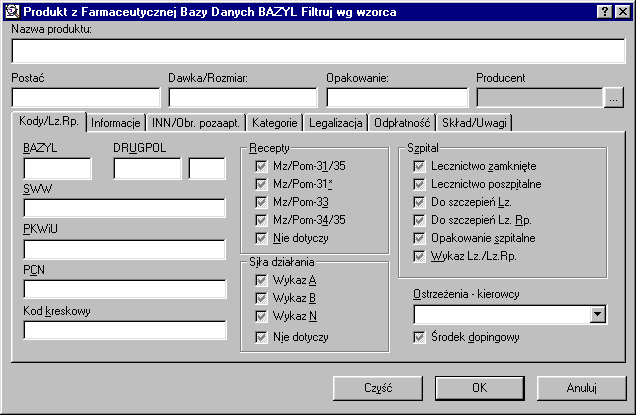 Produkt z Farmaceutycznej Bazy Danych BAZYL Filtruj wg wzorca
Nazwa produktu:
Postać Dawka/Rozmiar: Opakowanie: Producent
...
Kody/Lz.Rp. Informacje INN/Obr. pozaapt. Kategorie Legalizacja Odpłatność Skład/Uwagi
BAZYL DRUGPOL
SWW
PKWiU
PCN
Kod kreskowy
Recepty
Mz/Pom-31/35
Mz/Pom-31*
Mz/Pom-33
Mz/Pom-34/35
Nie dotyczy
Siła działania
Wykaz A
Wykaz B
Wykaz N
Nie dotyczy
Szpital
Lecznictwo zamknięte
Lecznictwo poszpitalne
Do szczepień Lz.
Do szczepień Lz. Rp.
Opakowanie szpitalne
Wykaz Lz./Lz.Rp.
Ostrzeżenia - kierowcy
Środek dopingowy
Czyść OK Anuluj